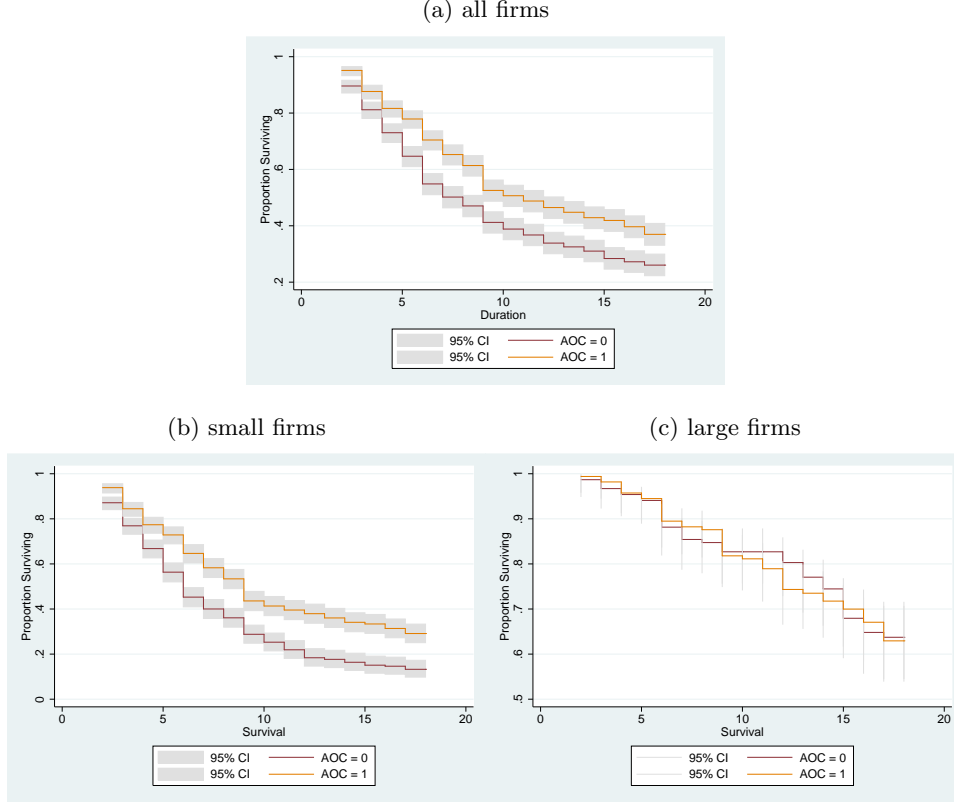 (a) all firms
Proportion Surviving
1
.8
.6
.4
.2
0 5 10 15 20
Duration
95% CI AOC = 0
95% CI AOC = 1
(b) small firms
Proportion Surviving
1
.8
.6
.4
.2
0
0 5 10 15 20
Survival
95% CI AOC = 0
95% CI AOC = 1
(c) large firms
Proportion Surviving
1
.9
.8
.7
.6
.5
0 5 10 15 20
Survival
95% CI AOC = 0
95% CI AOC = 1